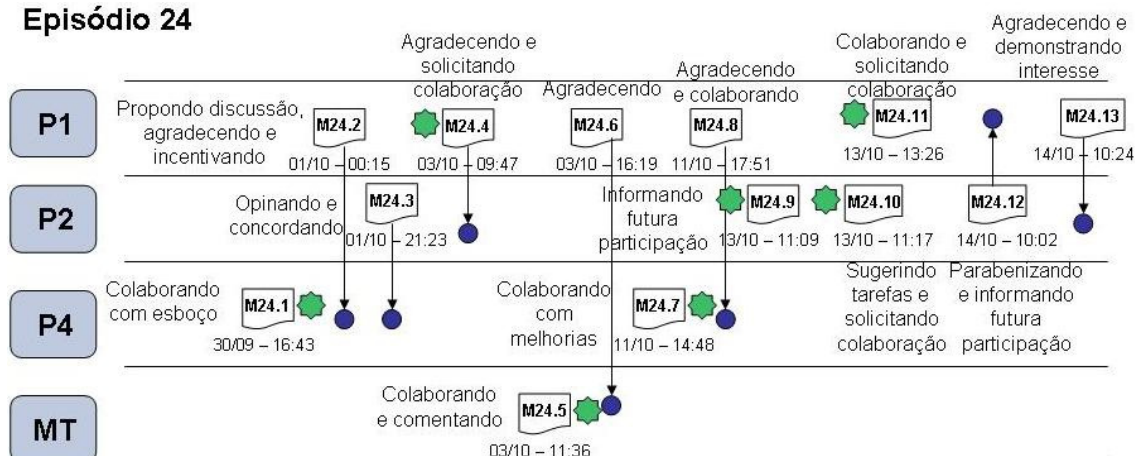 Episódio 24
P1
Propondo discussão,
agradecendo e
incentivando
M24.2
01/10 – 00:15
Agradecendo e
solicitando
colaboração
M24.4
03/10 – 09:47
Agradecendo
M24.6
03/10 – 16:19
Agradecendo
e colaborando
M24.8
11/10 – 17:51
Colaborando e
solicitando
colaboração
M24.11
13/10 – 13:26
Agradecendo e
demonstrando
interesse
M24.13
14/10 – 10:24
P2
Opinando e
concordando
M24.3
01/10 – 21:23
Informando
futura
participação
M24.9
13/10 – 11:09
M24.10
13/10 – 11:17
Sugerindo
tarefas e
solicitando
colaboração
M24.12
14/10 – 10:02
Parabenizando
e informando
futura
participação
P4
Colaborando
com esboço
M24.1
30/09 – 16:43
Colaborando
com
melhorias
M24.7
11/10 – 14:48
MT
Colaborando
e comentando
M24.5
03/10 – 11:36